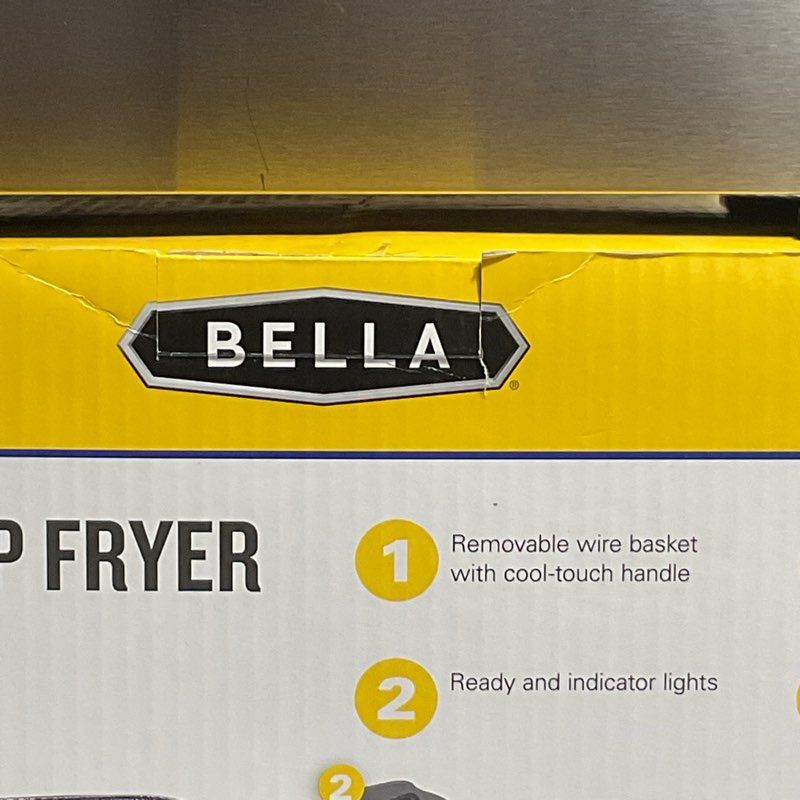 BELLA®
P FRYER
1
Removable wire basket
with cool-touch handle
2
Ready and indicator lights
2